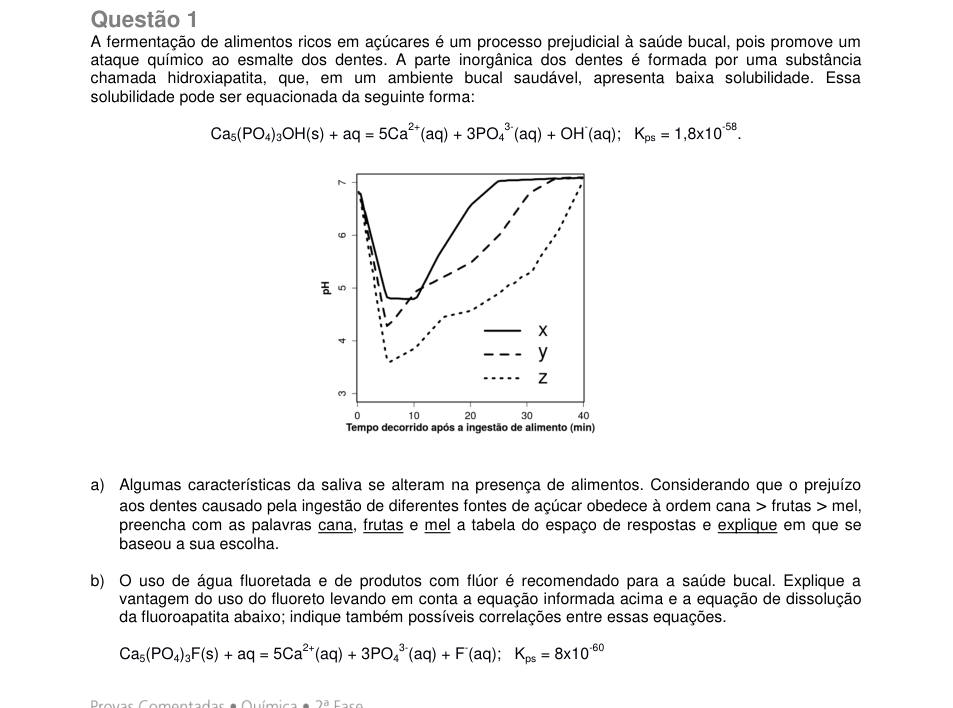 Questão 1
A fermentação de alimentos ricos em açúcares é um processo prejudicial à saúde bucal, pois promove um
ataque químico ao esmalte dos dentes. A parte inorgânica dos dentes é formada por uma substância
chamada hidroxiapatita, que, em um ambiente bucal saudável, apresenta baixa solubilidade. Essa
solubilidade pode ser equacionada da seguinte forma:
Ca₅(PO₄)₃OH(s) + aq = 5Ca²⁺(aq) + 3PO₄³⁻(aq) + OH⁻(aq); Kₚₛ = 1,8x10⁻⁵⁸.
7
6
pH
5
4
3
x
y
z
0 10 20 30 40
Tempo decorrido após a ingestão de alimento (min)
a) Algumas características da saliva se alteram na presença de alimentos. Considerando que o prejuízo
aos dentes causado pela ingestão de diferentes fontes de açúcar obedece à ordem cana > frutas > mel,
preencha com as palavras cana, frutas e mel a tabela do espaço de respostas e explique em que se
baseou a sua escolha.
b) O uso de água fluoretada e de produtos com flúor é recomendado para a saúde bucal. Explique a
vantagem do uso do fluoreto levando em conta a equação informada acima e a equação de dissolução
da fluoroapatita abaixo; indique também possíveis correlações entre essas equações.
Ca₅(PO₄)₃F(s) + aq = 5Ca²⁺(aq) + 3PO₄³⁻(aq) + F⁻(aq); Kₚₛ = 8x10⁻⁶⁰
Provas Comentadas • Química • 2ª Fase